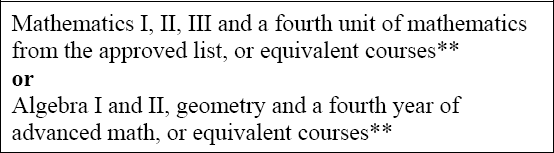 Mathematics I, II, III and a fourth unit of mathematics
from the approved list, or equivalent courses**
or
Algebra I and II, geometry and a fourth year of
advanced math, or equivalent courses**